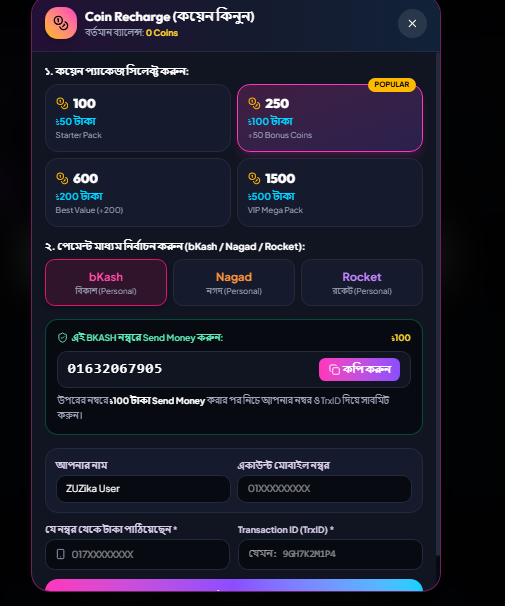 Coin Recharge (কয়েন কিনুন)
বর্তমান ব্যালেন্স: 0 Coins
১. কয়েন প্যাকেজ সিলেক্ট করুন:
POPULAR
100
৳50 টাকা
Starter Pack
250
৳100 টাকা
+50 Bonus Coins
600
৳200 টাকা
Best Value (+200)
1500
৳500 টাকা
VIP Mega Pack
২. পেমেন্ট মাধ্যম নির্বাচন করুন (bKash / Nagad / Rocket):
bKash
বিকাশ (Personal)
Nagad
নগদ (Personal)
Rocket
রকেট (Personal)
এই BKASH নম্বরে Send Money করুন:
৳100
01632067905
কপি করুন
উপরের নম্বরে ৳100 টাকা Send Money করার পর নিচে আপনার নম্বর ও TrxID দিয়ে সাবমিট
করুন।
আপনার নাম
একাউন্ট মোবাইল নম্বর
ZUZika User
01XXXXXXXXX
যে নম্বর থেকে টাকা পাঠিয়েছেন *
Transaction ID (TrxID) *
017XXXXXXXX
যেমন: 9GH7K2M1P4